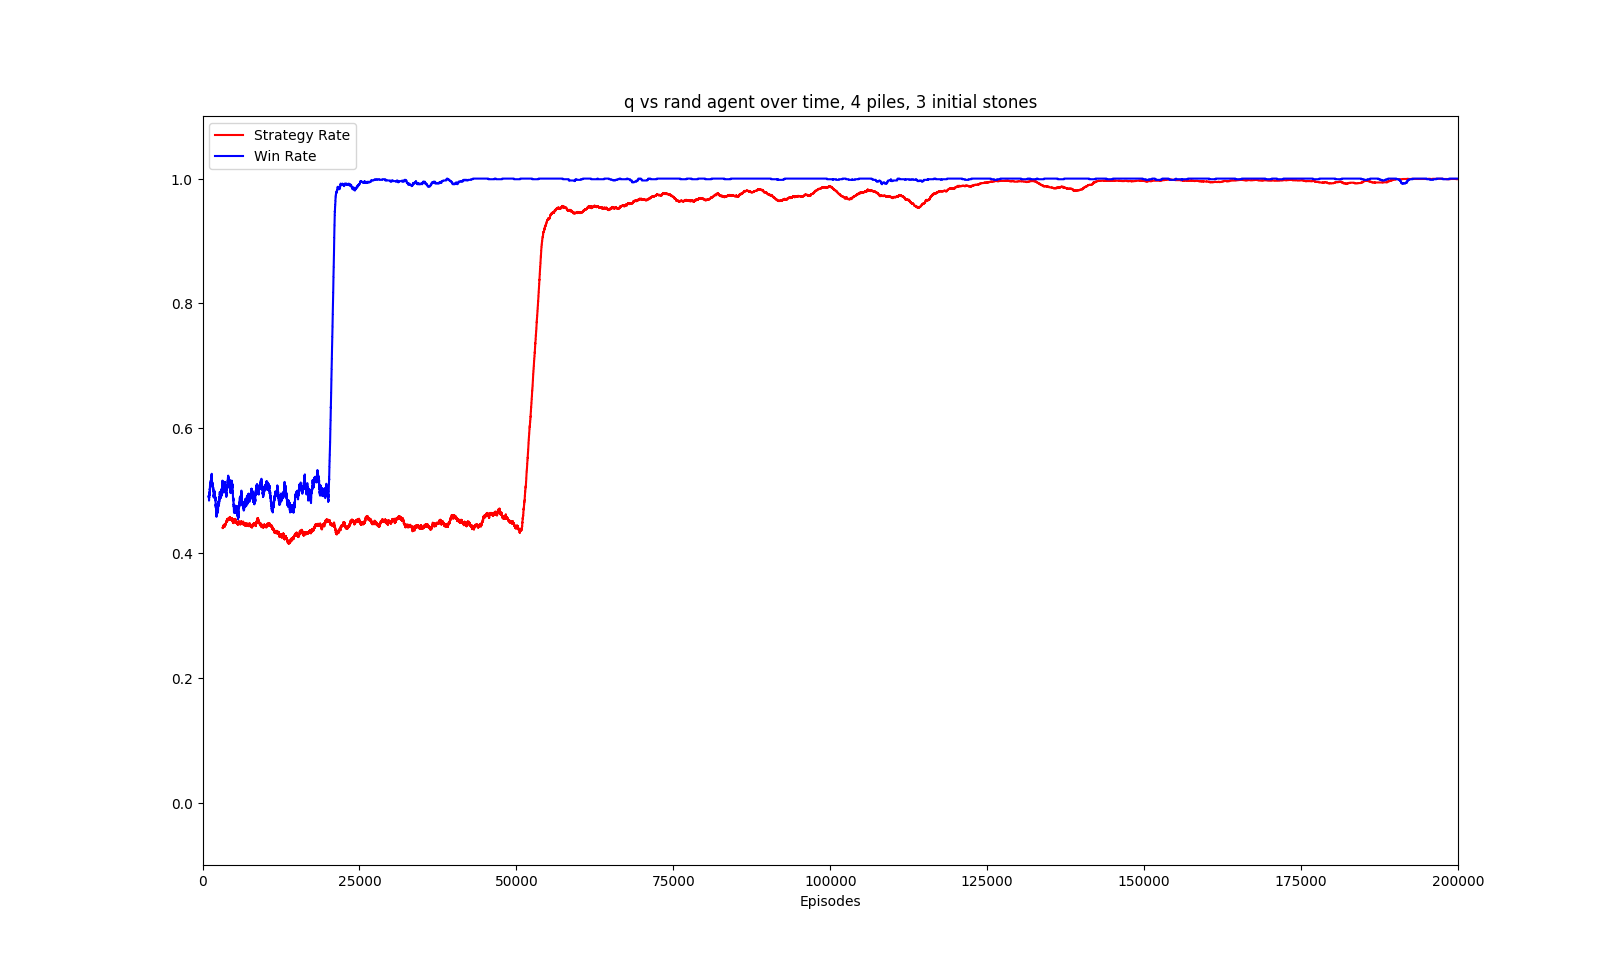 q vs rand agent over time, 4 piles, 3 initial stones
Strategy Rate
Win Rate
1.0
0.8
0.6
0.4
0.2
0.0
0 25000 50000 75000 100000 125000 150000 175000 200000
Episodes